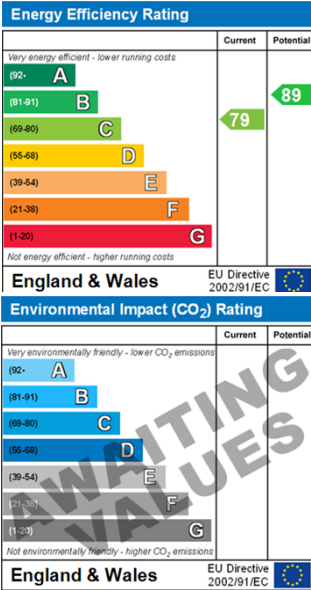 Energy Efficiency Rating
Current Potential
Very energy efficient - lower running costs
(92+ A
(81-91) B
(69-80) C
(55-68) D
(39-54) E
(21-38) F
(1-20) G
79
89
Not energy efficient - higher running costs
England & Wales
EU Directive
2002/91/EC
Environmental Impact (CO₂) Rating
Current Potential
Very environmentally friendly - lower CO₂ emissions
(92+ A
(81-91) B
(69-80) C
(55-68) D
(39-54) E
(21-38) F
(1-20) G
AWAITING
VALUES
Not environmentally friendly - higher CO₂ emissions
England & Wales
EU Directive
2002/91/EC